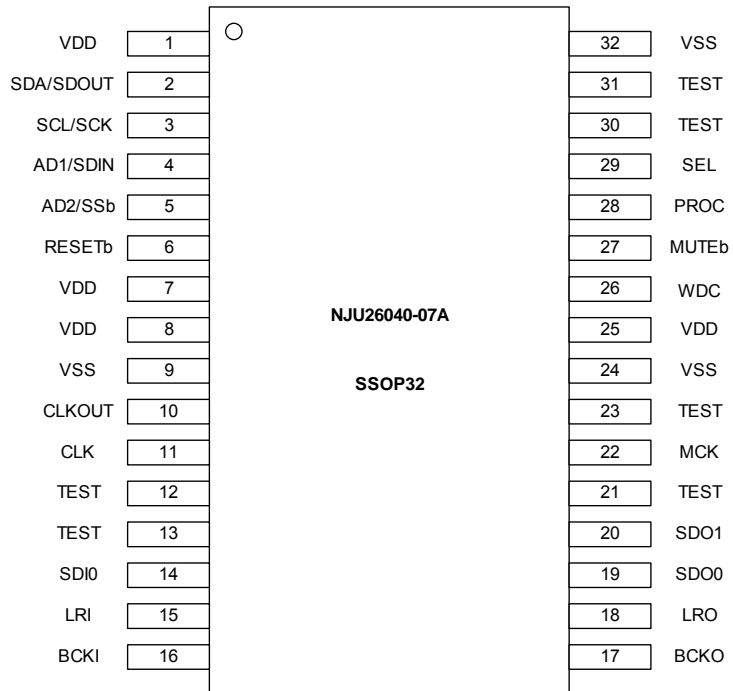 VDD 1 32 VSS
SDA/SDOUT 2 31 TEST
SCL/SCK 3 30 TEST
AD1/SDIN 4 29 SEL
AD2/SSb 5 28 PROC
RESETb 6 27 MUTEb
VDD 7 26 WDC
NJU26040-07A
VDD 8 25 VDD
VSS 9 24 VSS
SSOP32
CLKOUT 10 23 TEST
CLK 11 22 MCK
TEST 12 21 TEST
TEST 13 20 SDO1
SDI0 14 19 SDO0
LRI 15 18 LRO
BCKI 16 17 BCKO